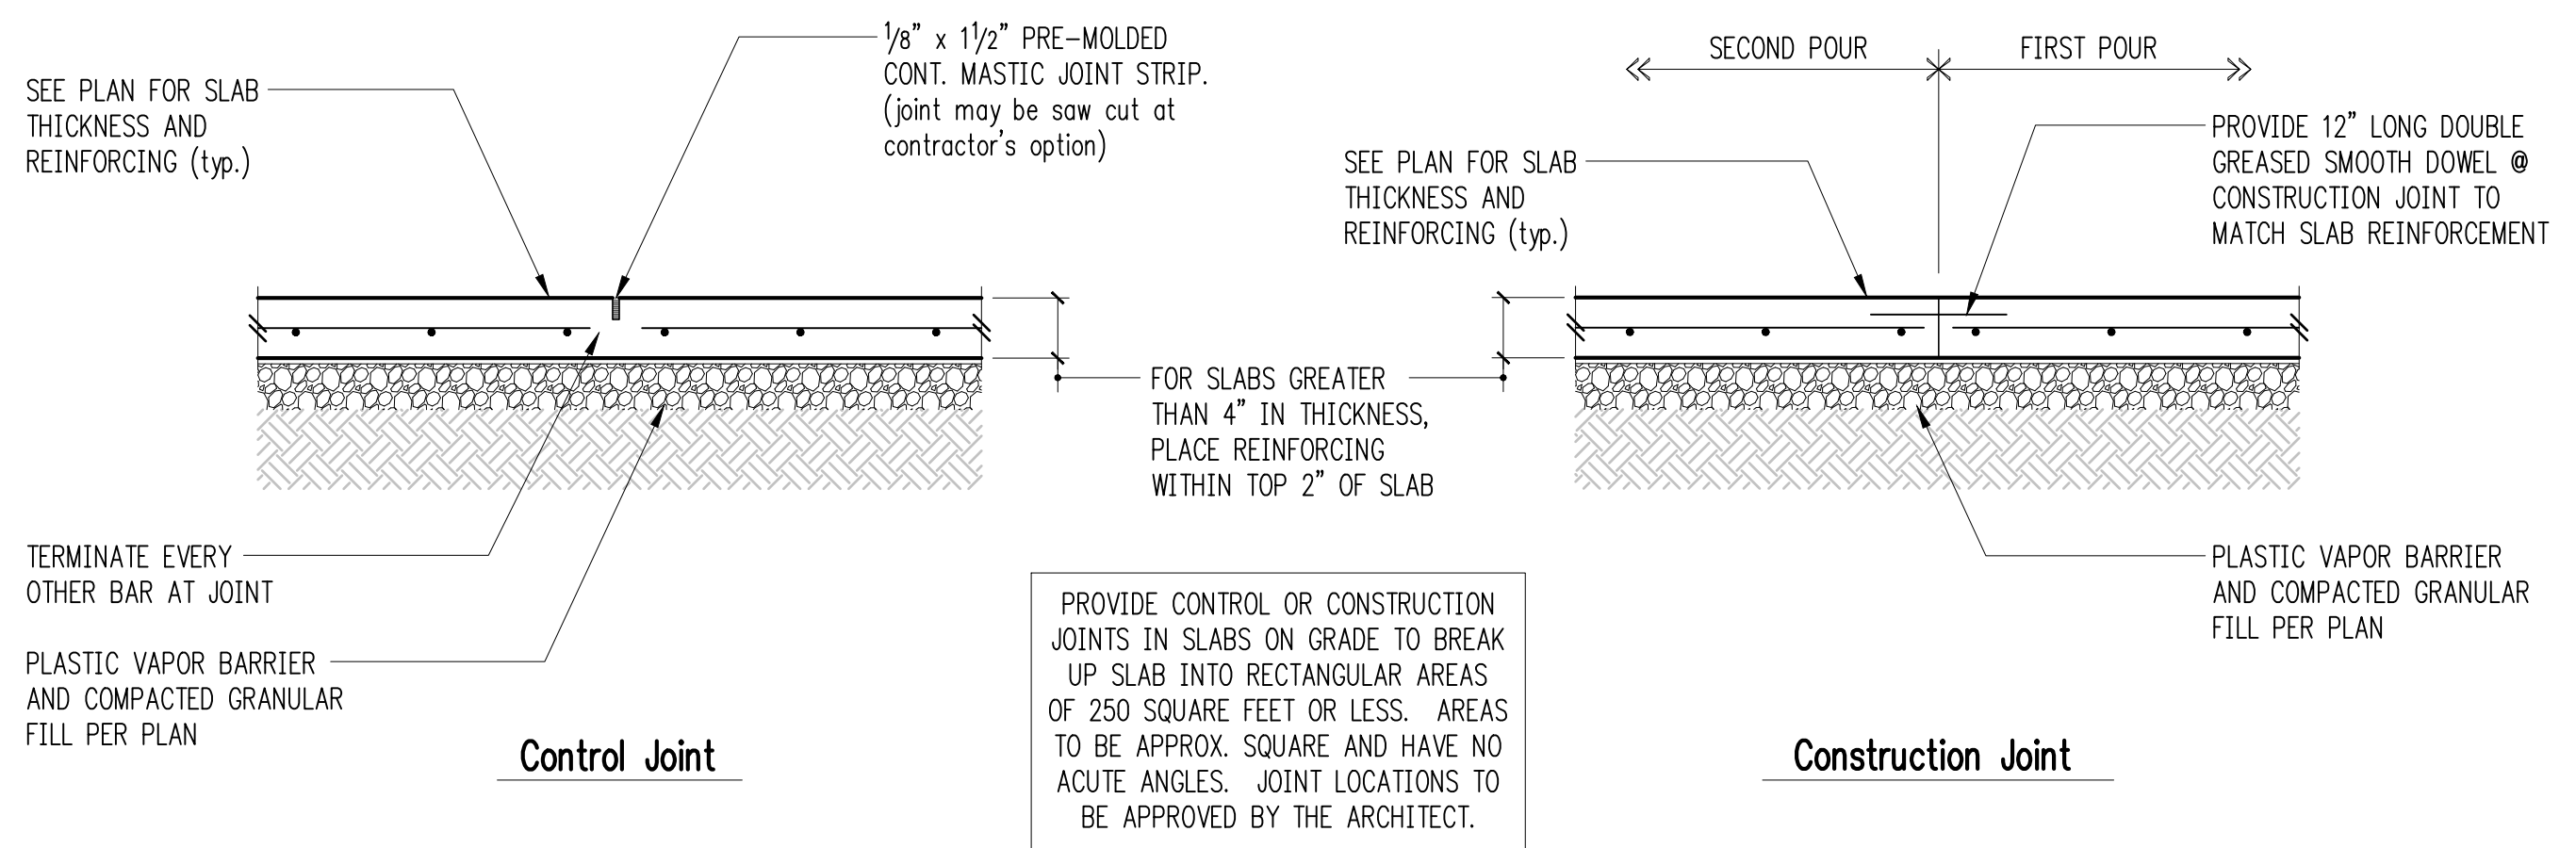 SEE PLAN FOR SLAB
THICKNESS AND
REINFORCING (typ.)
1/8" x 1 1/2" PRE-MOLDED
CONT. MASTIC JOINT STRIP.
(joint may be saw cut at
contractor's option)
TERMINATE EVERY
OTHER BAR AT JOINT
PLASTIC VAPOR BARRIER
AND COMPACTED GRANULAR
FILL PER PLAN
Control Joint
FOR SLABS GREATER
THAN 4" IN THICKNESS,
PLACE REINFORCING
WITHIN TOP 2" OF SLAB
PROVIDE CONTROL OR CONSTRUCTION
JOINTS IN SLABS ON GRADE TO BREAK
UP SLAB INTO RECTANGULAR AREAS
OF 250 SQUARE FEET OR LESS. AREAS
TO BE APPROX. SQUARE AND HAVE NO
ACUTE ANGLES. JOINT LOCATIONS TO
BE APPROVED BY THE ARCHITECT.
SECOND POUR
FIRST POUR
SEE PLAN FOR SLAB
THICKNESS AND
REINFORCING (typ.)
PROVIDE 12" LONG DOUBLE
GREASED SMOOTH DOWEL @
CONSTRUCTION JOINT TO
MATCH SLAB REINFORCEMENT
PLASTIC VAPOR BARRIER
AND COMPACTED GRANULAR
FILL PER PLAN
Construction Joint